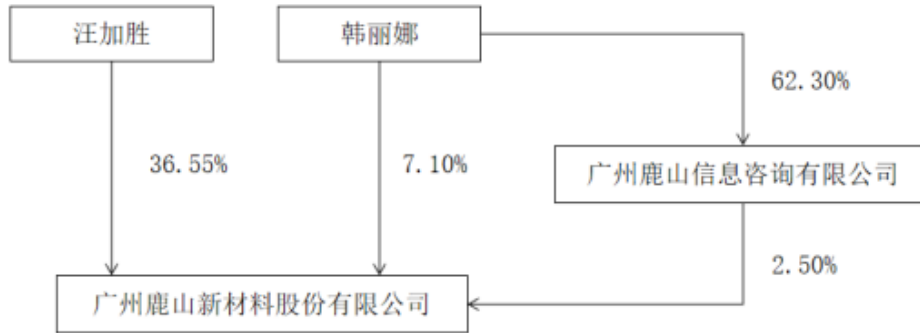 汪加胜
韩丽娜
62.30%
36.55%
7.10%
广州鹿山信息咨询有限公司
2.50%
广州鹿山新材料股份有限公司